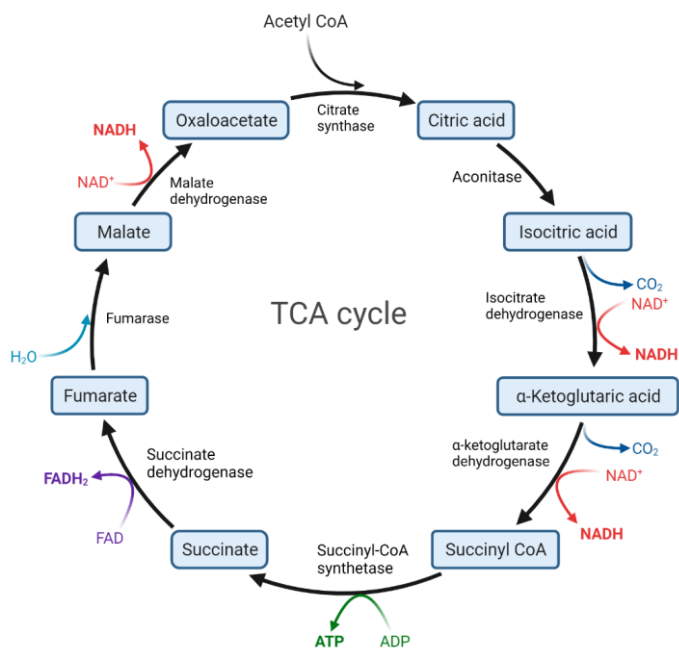 Acetyl CoA
Oxaloacetate
Citrate
synthase
Citric acid
Aconitase
Isocitric acid
Isocitrate
dehydrogenase
CO₂
NAD⁺
NADH
α-Ketoglutaric acid
α-ketoglutarate
dehydrogenase
CO₂
NAD⁺
NADH
Succinyl CoA
Succinyl-CoA
synthetase
ADP
ATP
Succinate
Succinate
dehydrogenase
FAD
FADH₂
Fumarate
Fumarase
H₂O
Malate
Malate
dehydrogenase
NAD⁺
NADH
TCA cycle